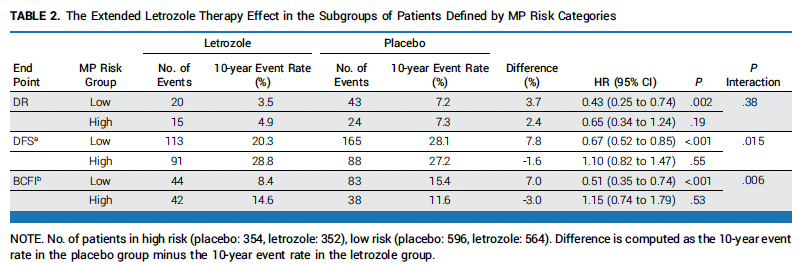 TABLE 2. The Extended Letrozole Therapy Effect in the Subgroups of Patients Defined by MP Risk Categories
Letrozole Placebo
End Point MP Risk Group No. of Events 10-year Event Rate (%) No. of Events 10-year Event Rate (%) Difference (%) HR (95% CI) P P Interaction
DR Low 20 3.5 43 7.2 3.7 0.43 (0.25 to 0.74) .002 .38
High 15 4.9 24 7.3 2.4 0.65 (0.34 to 1.24) .19
DFSa Low 113 20.3 165 28.1 7.8 0.67 (0.52 to 0.85) <.001 .015
High 91 28.8 88 27.2 -1.6 1.10 (0.82 to 1.47) .55
BCFIb Low 44 8.4 83 15.4 7.0 0.51 (0.35 to 0.74) <.001 .006
High 42 14.6 38 11.6 -3.0 1.15 (0.74 to 1.79) .53
NOTE. No. of patients in high risk (placebo: 354, letrozole: 352), low risk (placebo: 596, letrozole: 564). Difference is computed as the 10-year event
rate in the placebo group minus the 10-year event rate in the letrozole group.